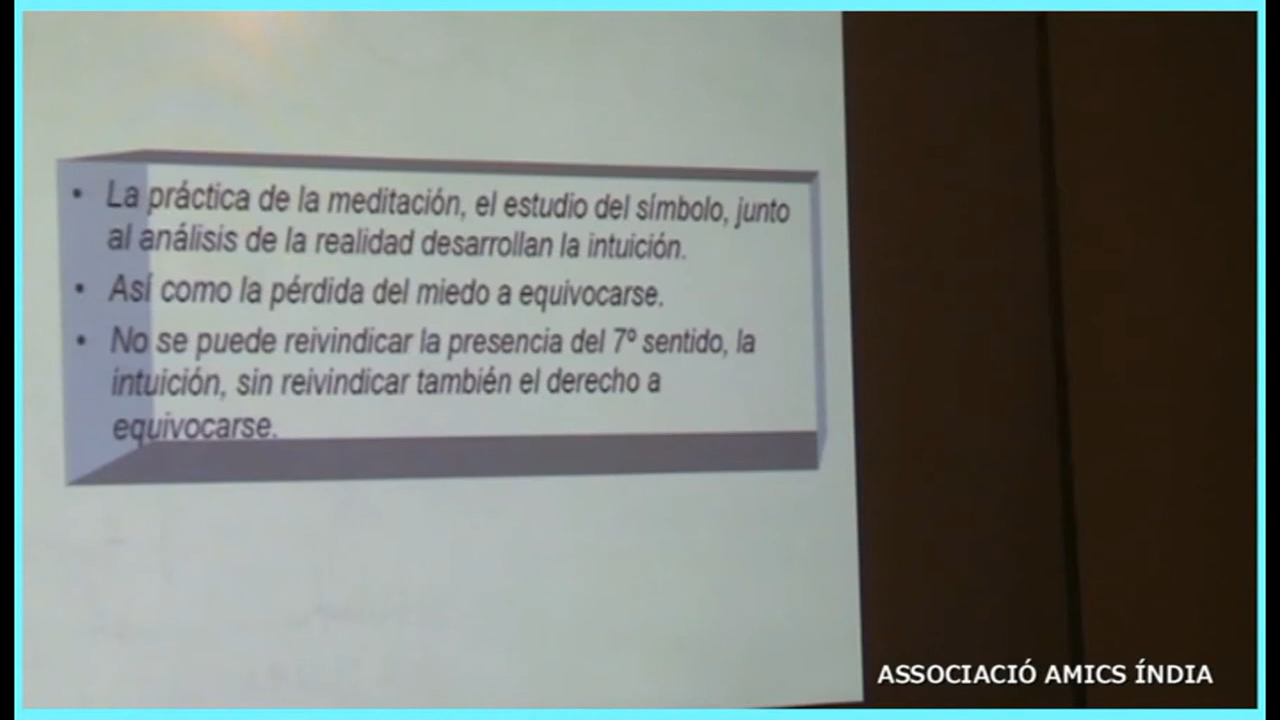 • La práctica de la meditación, el estudio del símbolo, junto
al análisis de la realidad desarrollan la intuición.
• Así como la pérdida del miedo a equivocarse.
• No se puede reivindicar la presencia del 7º sentido, la
intuición, sin reivindicar también el derecho a
equivocarse.
ASSOCIACIÓ AMICS ÍNDIA